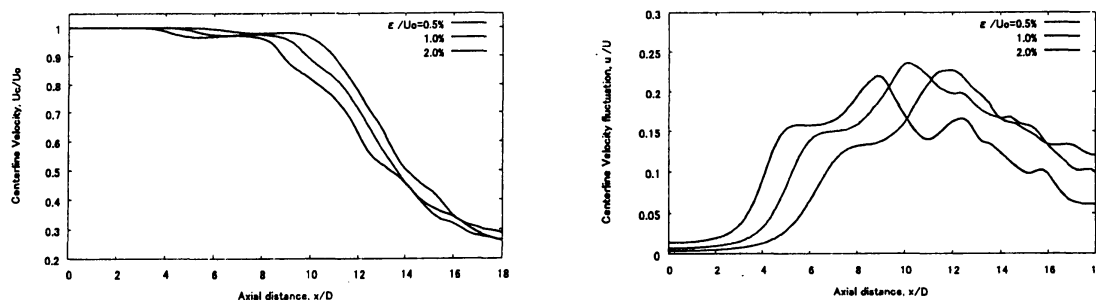 ε/Uo=0.5%
1.0%
2.0%
Centerline Velocity, Uc/Uo
1
0.9
0.8
0.7
0.6
0.5
0.4
0.3
0.2
0 2 4 6 8 10 12 14 16 18
Axial distance, x/D
ε/Uo=0.5%
1.0%
2.0%
Centerline Velocity fluctuation, u'/U
0.3
0.25
0.2
0.15
0.1
0.05
0
0 2 4 6 8 10 12 14 16 18
Axial distance, x/D